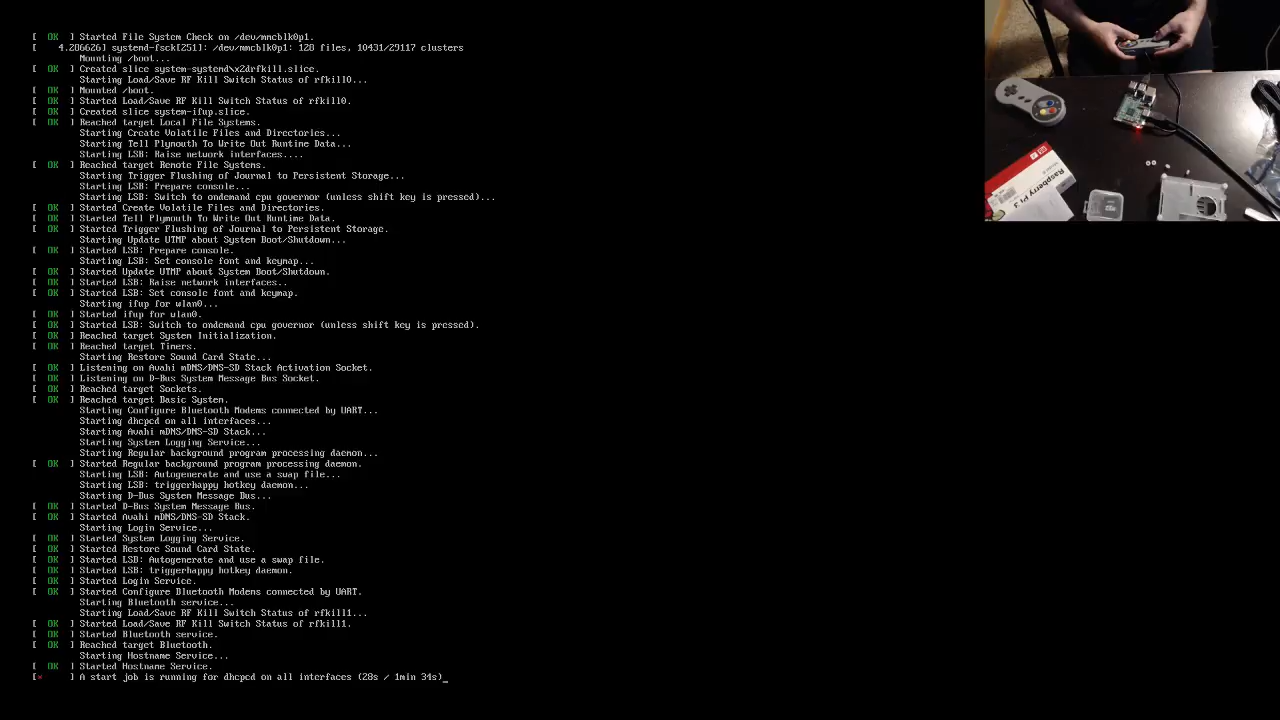 [  OK  ] Started File System Check on /dev/mmcblk0p1.
[    4.286626] systemd-fsck[251]: /dev/mmcblk0p1: 128 files, 10431/29117 clusters
Mounting /boot...
[  OK  ] Created slice system-systemd\x2drfkill.slice.
Starting Load/Save RF Kill Switch Status of rfkill0...
[  OK  ] Mounted /boot.
[  OK  ] Started Load/Save RF Kill Switch Status of rfkill0.
[  OK  ] Created slice system-ifup.slice.
[  OK  ] Reached target Local File Systems.
Starting Create Volatile Files and Directories...
Starting Tell Plymouth To Write Out Runtime Data...
Starting LSB: Raise network interfaces....
[  OK  ] Reached target Remote File Systems.
Starting Trigger Flushing of Journal to Persistent Storage...
Starting LSB: Prepare console...
Starting LSB: Switch to ondemand cpu governor (unless shift key is pressed)...
[  OK  ] Started Create Volatile Files and Directories.
[  OK  ] Started Tell Plymouth To Write Out Runtime Data.
[  OK  ] Started Trigger Flushing of Journal to Persistent Storage.
Starting Update UTMP about System Boot/Shutdown...
[  OK  ] Started LSB: Prepare console.
Starting LSB: Set console font and keymap...
[  OK  ] Started Update UTMP about System Boot/Shutdown.
[  OK  ] Started LSB: Raise network interfaces..
[  OK  ] Started LSB: Set console font and keymap.
Starting ifup for wlan0...
[  OK  ] Started ifup for wlan0.
[  OK  ] Started LSB: Switch to ondemand cpu governor (unless shift key is pressed).
[  OK  ] Reached target System Initialization.
[  OK  ] Reached target Timers.
Starting Restore Sound Card State...
[  OK  ] Listening on Avahi mDNS/DNS-SD Stack Activation Socket.
[  OK  ] Listening on D-Bus System Message Bus Socket.
[  OK  ] Reached target Sockets.
[  OK  ] Reached target Basic System.
Starting Configure Bluetooth Modems connected by UART...
Starting dhcpcd on all interfaces...
Starting Avahi mDNS/DNS-SD Stack...
Starting System Logging Service...
Starting Regular background program processing daemon...
[  OK  ] Started Regular background program processing daemon.
Starting LSB: Autogenerate and use a swap file...
Starting LSB: triggerhappy hotkey daemon...
Starting D-Bus System Message Bus...
[  OK  ] Started D-Bus System Message Bus.
[  OK  ] Started Avahi mDNS/DNS-SD Stack.
Starting Login Service...
[  OK  ] Started System Logging Service.
[  OK  ] Started Restore Sound Card State.
[  OK  ] Started LSB: Autogenerate and use a swap file.
[  OK  ] Started LSB: triggerhappy hotkey daemon.
[  OK  ] Started Login Service.
[  OK  ] Started Configure Bluetooth Modems connected by UART.
Starting Bluetooth service...
Starting Load/Save RF Kill Switch Status of rfkill1...
[  OK  ] Started Load/Save RF Kill Switch Status of rfkill1.
[  OK  ] Started Bluetooth service.
[  OK  ] Reached target Bluetooth.
Starting Hostname Service...
[  OK  ] Started Hostname Service.
[*     ] A start job is running for dhcpcd on all interfaces (28s / 1min 34s)_
Raspberry Pi 3